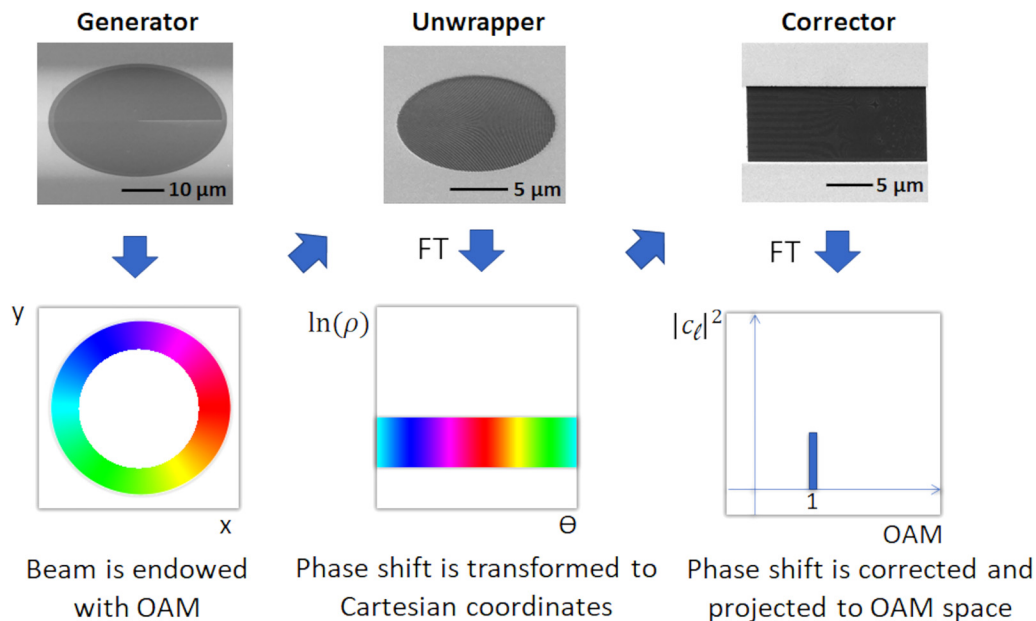 Generator
Unwrapper
Corrector
10 μm
5 μm
5 μm
FT
FT
y
x
ln(ρ)
Θ
|cℓ|²
1
OAM
Beam is endowed
with OAM
Phase shift is transformed to
Cartesian coordinates
Phase shift is corrected and
projected to OAM space